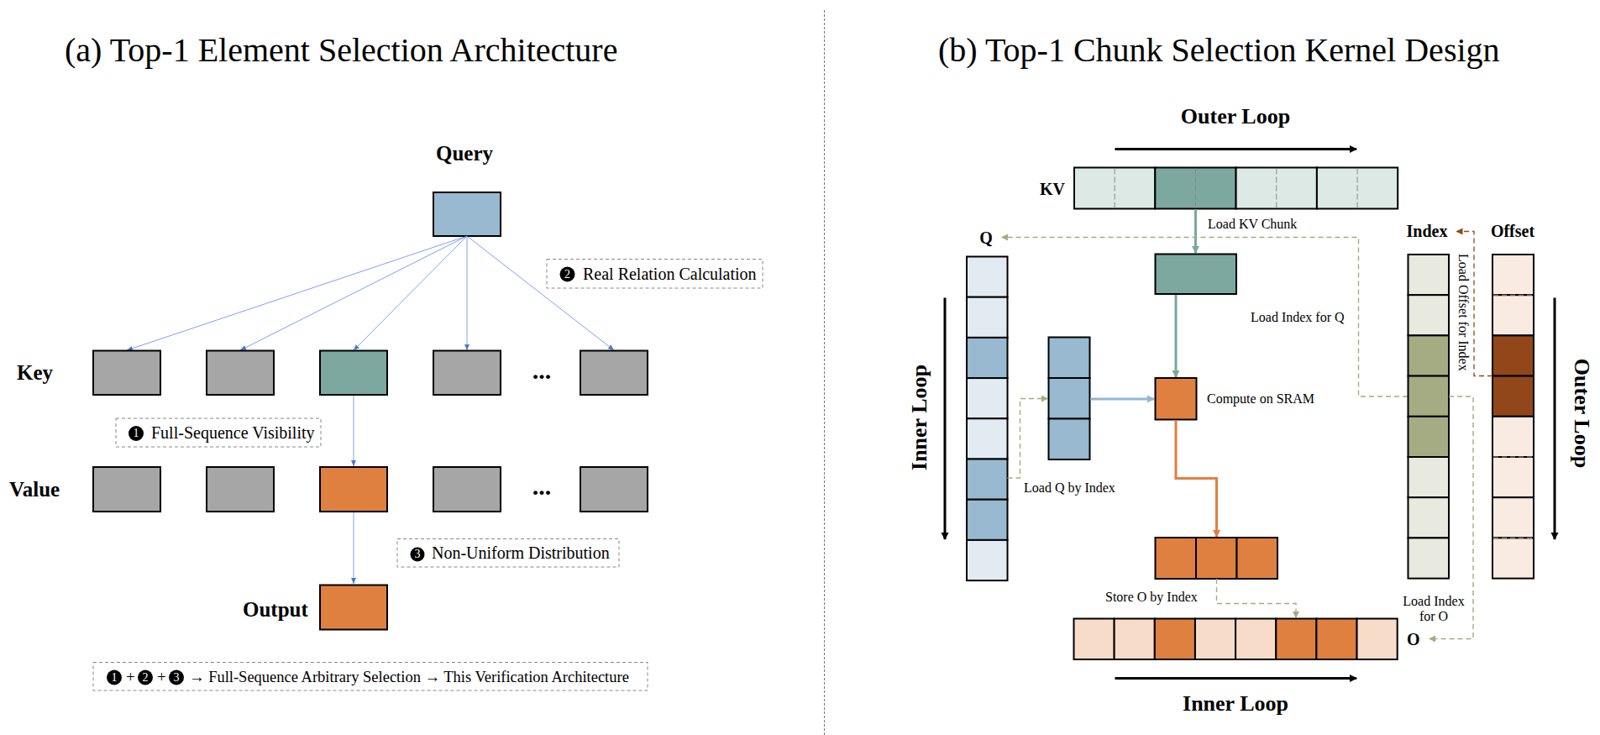 (a) Top-1 Element Selection Architecture
Query
❷ Real Relation Calculation
Key
...
❶ Full-Sequence Visibility
Value
...
❸ Non-Uniform Distribution
Output
❶ + ❷ + ❸ → Full-Sequence Arbitrary Selection → This Verification Architecture
(b) Top-1 Chunk Selection Kernel Design
Outer Loop
KV
Load KV Chunk
Q
Index
Offset
Load Offset for Index
Load Index for Q
Inner Loop
Outer Loop
Compute on SRAM
Load Q by Index
Store O by Index
Load Index
for O
O
Inner Loop